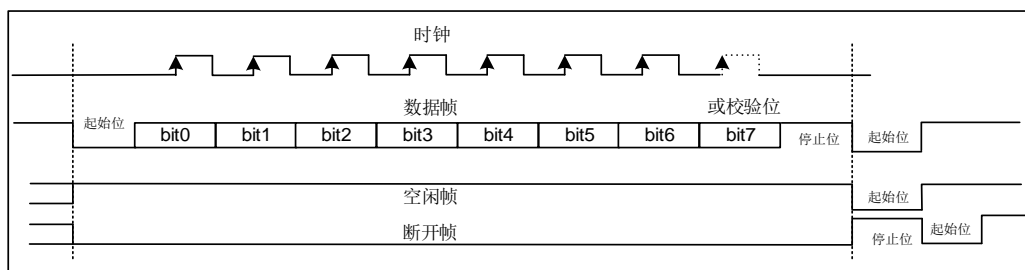 时钟
数据帧
或校验位
起始位 bit0 bit1 bit2 bit3 bit4 bit5 bit6 bit7 停止位 起始位
空闲帧 起始位
断开帧 停止位 起始位